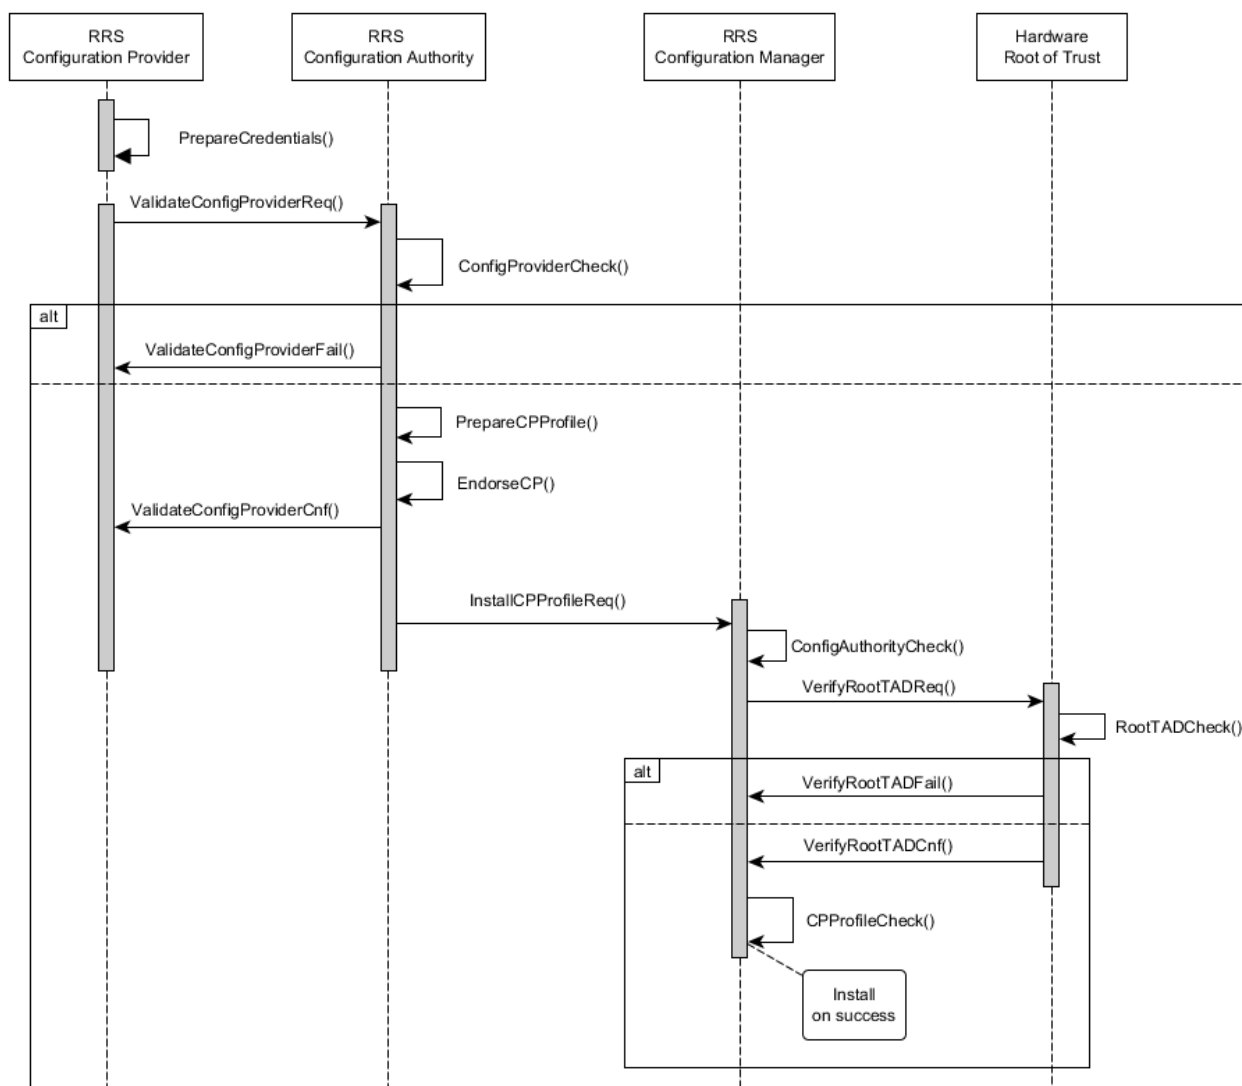 RRS
Configuration Provider
RRS
Configuration Authority
RRS
Configuration Manager
Hardware
Root of Trust
PrepareCredentials()
ValidateConfigProviderReq()
ConfigProviderCheck()
alt
ValidateConfigProviderFail()
PrepareCPProfile()
EndorseCP()
ValidateConfigProviderCnf()
InstallCPProfileReq()
ConfigAuthorityCheck()
VerifyRootTADReq()
RootTADCheck()
alt
VerifyRootTADFail()
VerifyRootTADCnf()
CPProfileCheck()
Install
on success